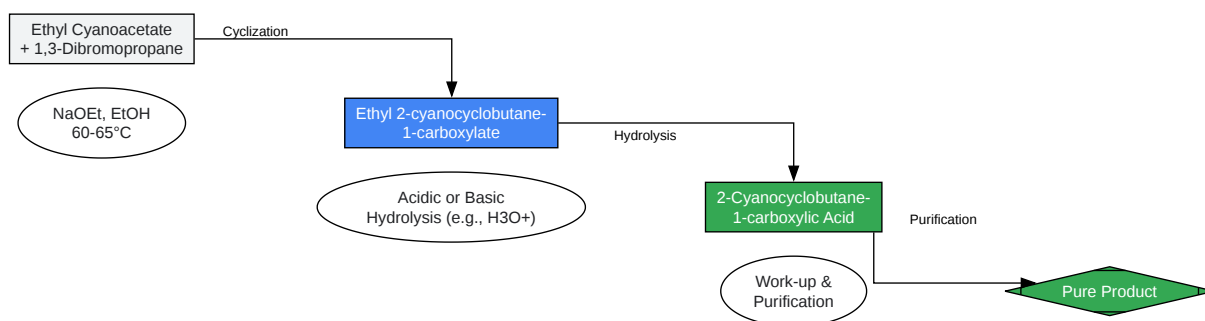 Ethyl Cyanoacetate
+ 1,3-Dibromopropane
Cyclization
NaOEt, EtOH
60-65°C
Ethyl 2-cyanocyclobutane-
1-carboxylate
Hydrolysis
Acidic or Basic
Hydrolysis (e.g., H3O+)
2-Cyanocyclobutane-
1-carboxylic Acid
Purification
Work-up &
Purification
Pure Product